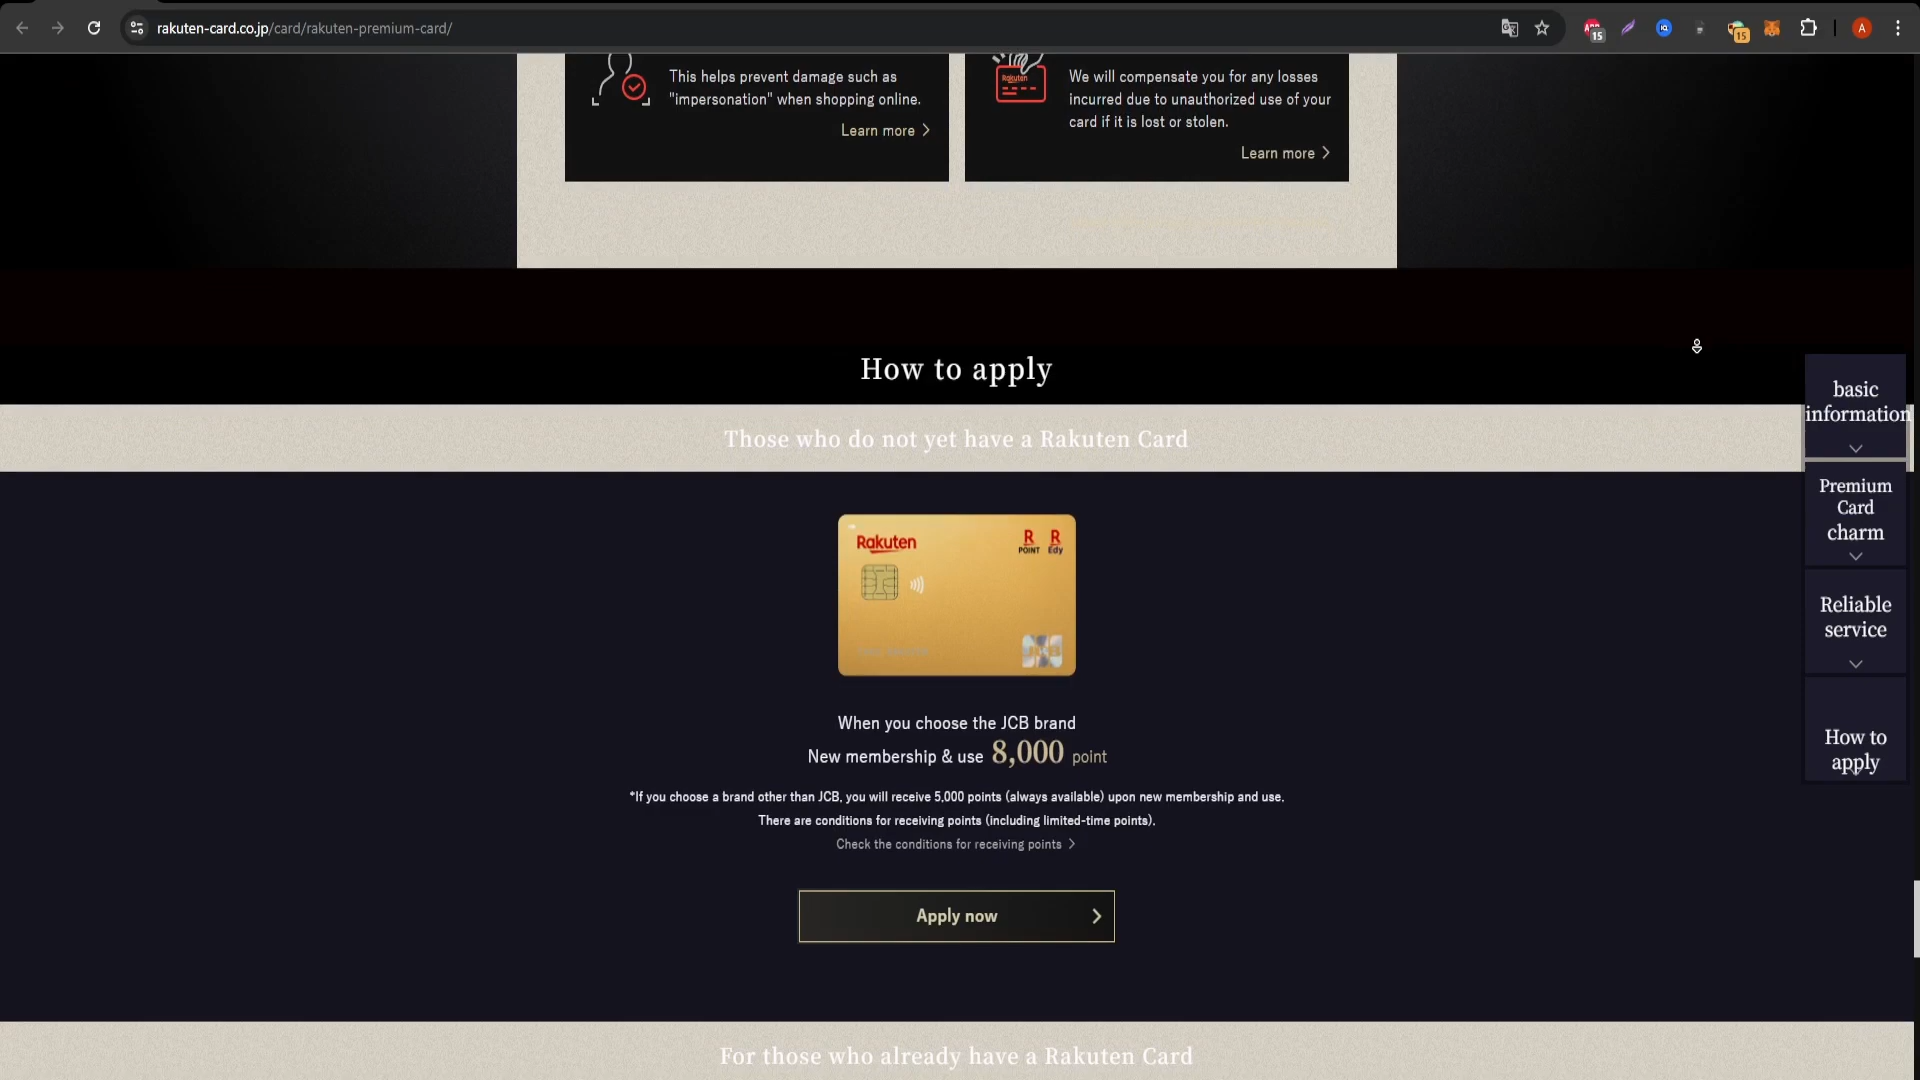 rakuten-card.co.jp/card/rakuten-premium-card/
15
15
A
This helps prevent damage such as
"impersonation" when shopping online.
Learn more
Rakuten
We will compensate you for any losses
incurred due to unauthorized use of your
card if it is lost or stolen.
Learn more
How to apply
Those who do not yet have a Rakuten Card
Rakuten
R
POINT
R
Edy
JCB
When you choose the JCB brand
New membership & use 8,000 point
*If you choose a brand other than JCB, you will receive 5,000 points (always available) upon new membership and use.
There are conditions for receiving points (including limited-time points).
Check the conditions for receiving points
Apply now
For those who already have a Rakuten Card
basic
information
Premium
Card
charm
Reliable
service
How to
apply